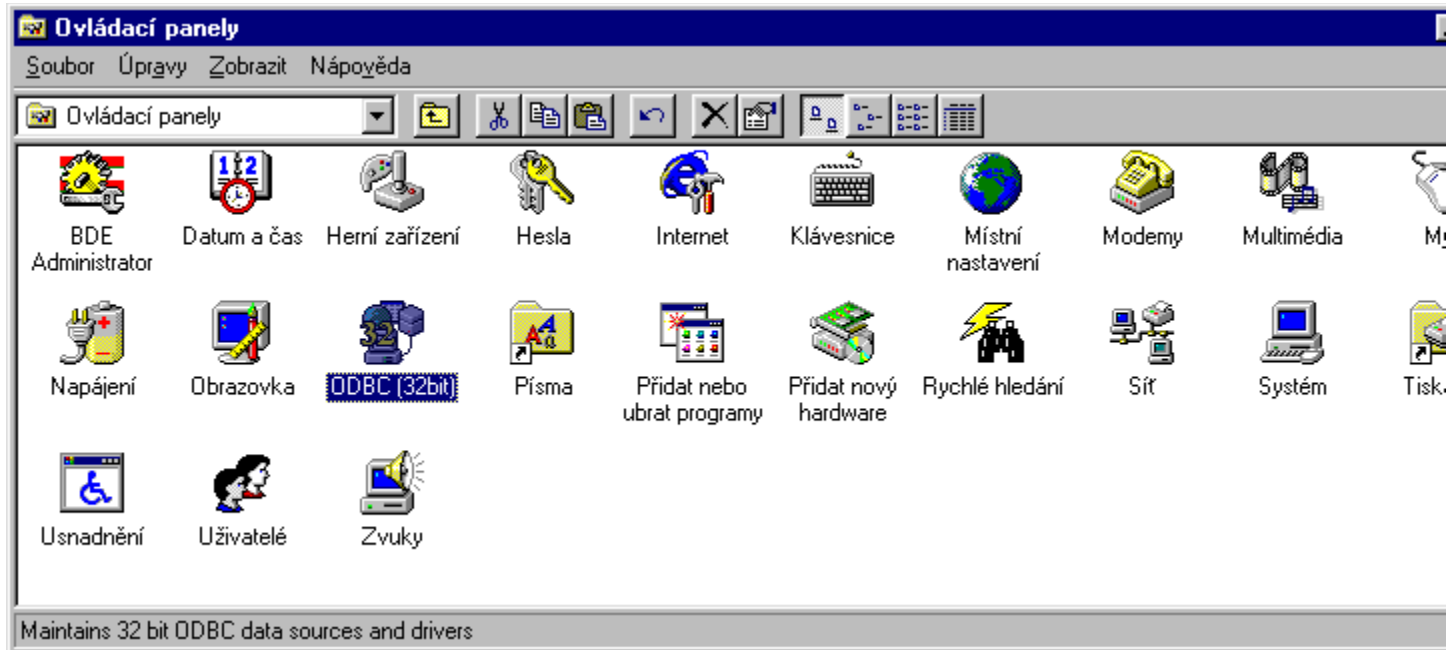 Ovládací panely
Soubor Úpravy Zobrazit Nápověda
Ovládací panely
BDE Administrator
Datum a čas
Herní zařízení
Hesla
Internet
Klávesnice
Místní nastavení
Modemy
Multimédia
Napájení
Obrazovka
ODBC (32bit)
Písma
Přidat nebo ubrat programy
Přidat nový hardware
Rychlé hledání
Síť
Systém
Usnadnění
Uživatelé
Zvuky
Maintains 32 bit ODBC data sources and drivers